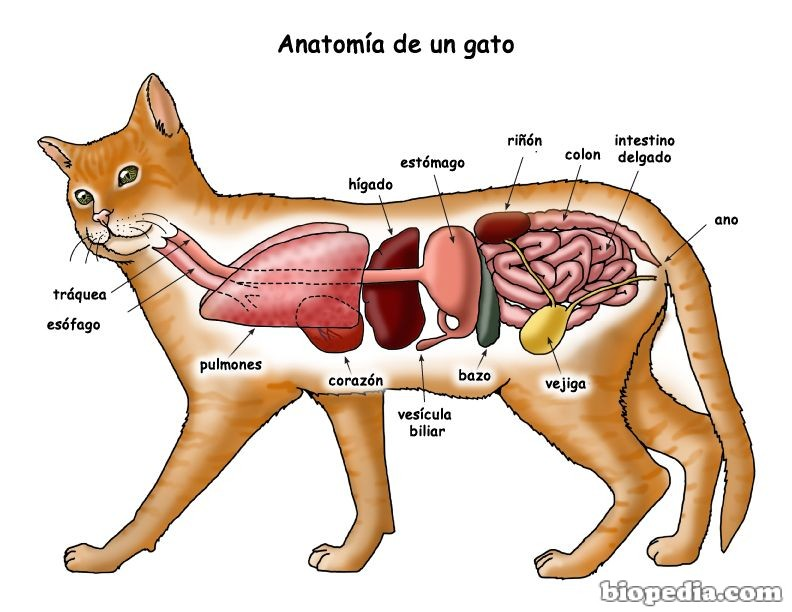 Anatomía de un gato
riñón
intestino
delgado
colon
estómago
hígado
ano
tráquea
esófago
pulmones
corazón
bazo
vejiga
vesícula
biliar
biopedia.com